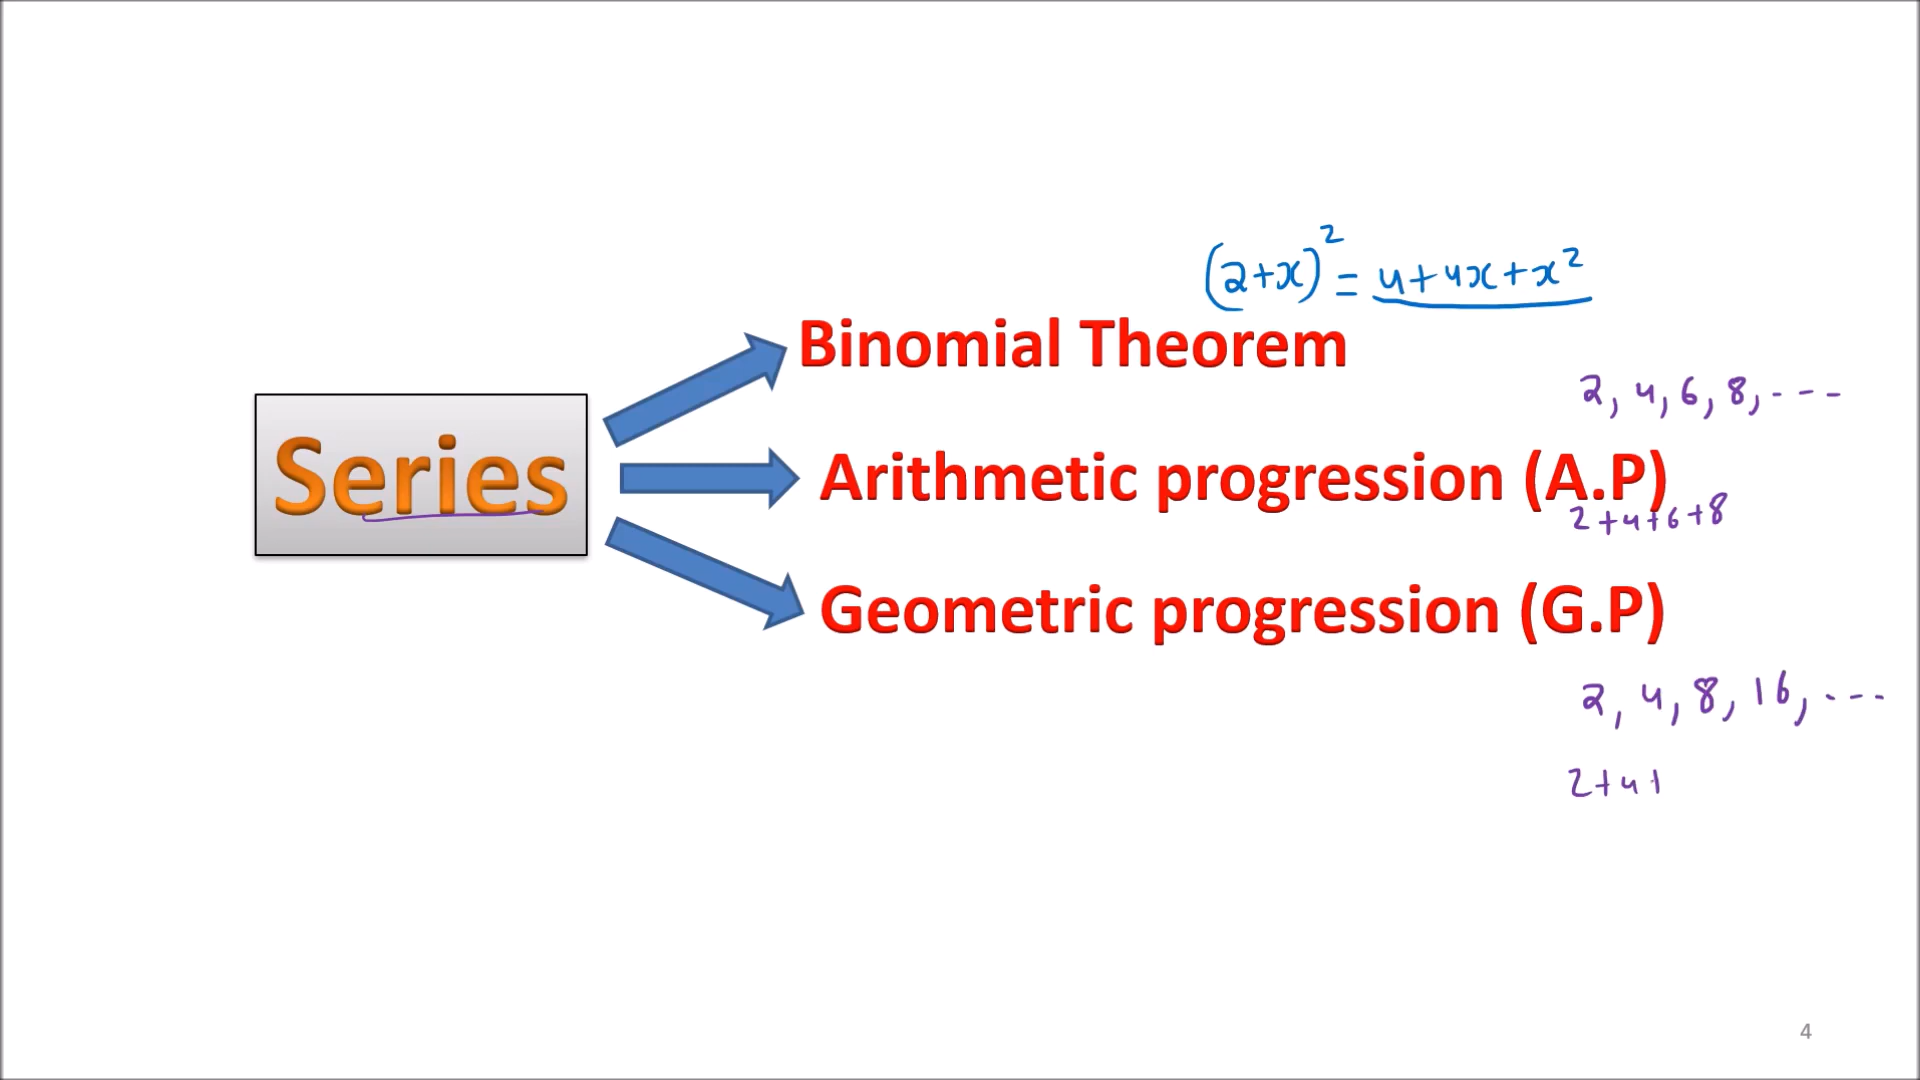 (2+x)² = 4+4x+x²
Binomial Theorem
2, 4, 6, 8, ---
Series
Arithmetic progression (A.P)
2+4+6+8
Geometric progression (G.P)
2, 4, 8, 16, ---
2+4+
4